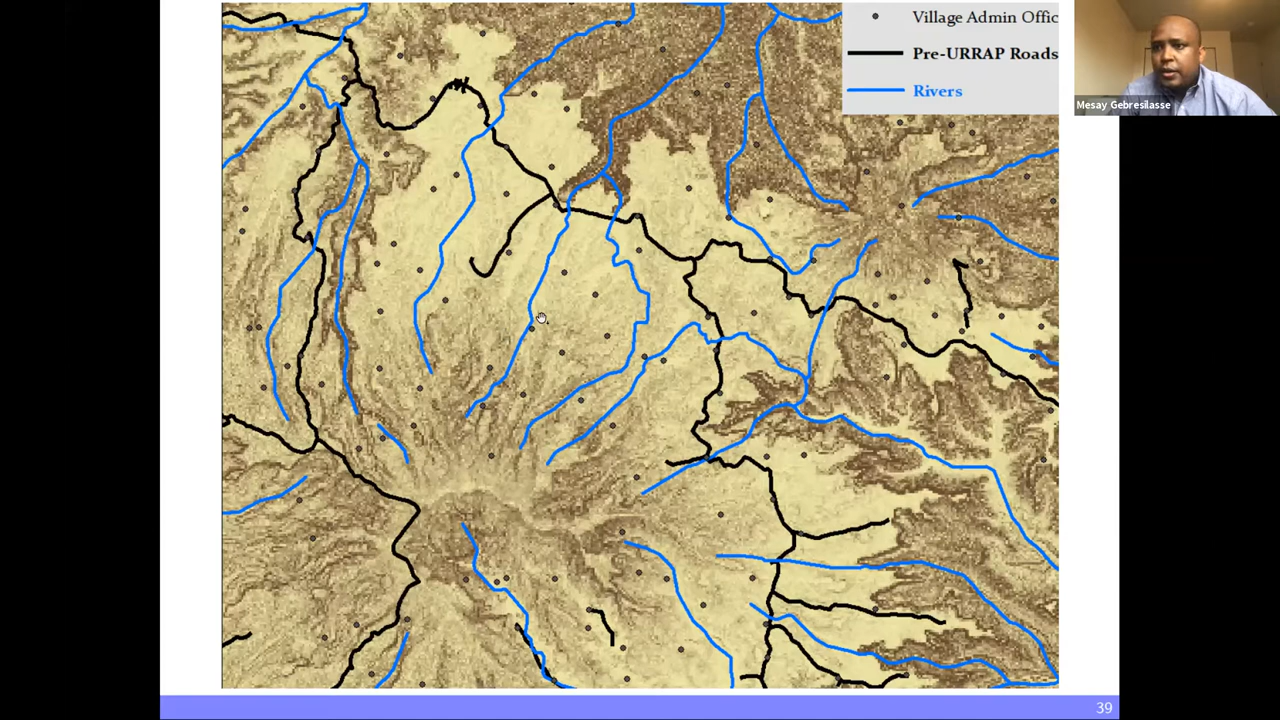 Village Admin Offic
Pre-URRAP Roads
Rivers
Mesay Gebresilasse
39